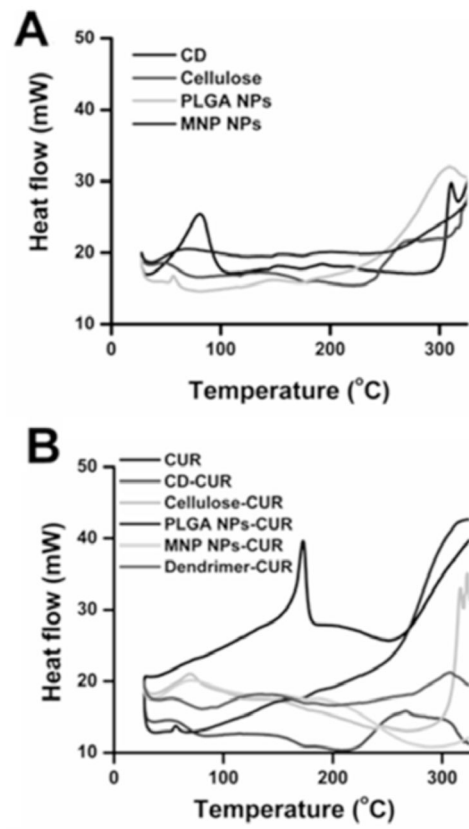 A
50
40
30
20
10
Heat flow (mW)
CD
Cellulose
PLGA NPs
MNP NPs
0
100
200
300
Temperature (°C)
B
50
40
30
20
10
Heat flow (mW)
CUR
CD-CUR
Cellulose-CUR
PLGA NPs-CUR
MNP NPs-CUR
Dendrimer-CUR
0
100
200
300
Temperature (°C)